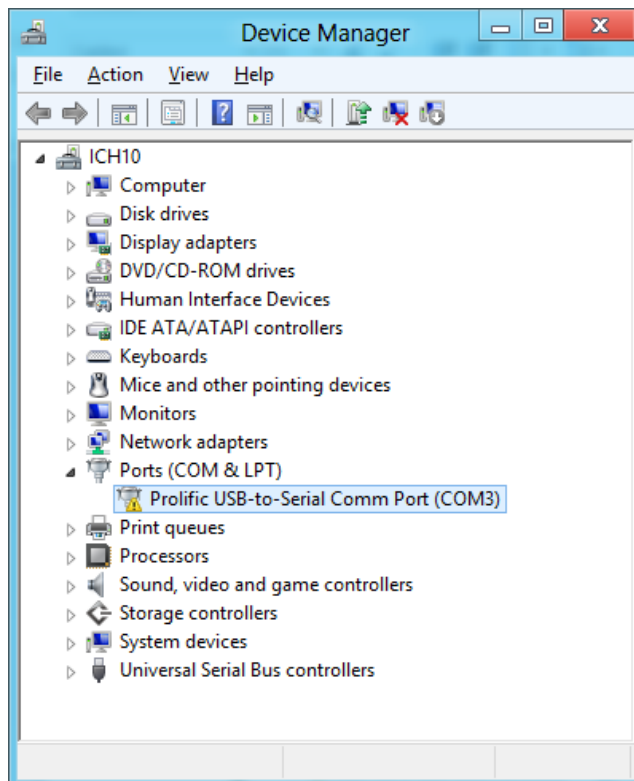 Device Manager
File Action View Help
ICH10
Computer
Disk drives
Display adapters
DVD/CD-ROM drives
Human Interface Devices
IDE ATA/ATAPI controllers
Keyboards
Mice and other pointing devices
Monitors
Network adapters
Ports (COM & LPT)
Prolific USB-to-Serial Comm Port (COM3)
Print queues
Processors
Sound, video and game controllers
Storage controllers
System devices
Universal Serial Bus controllers